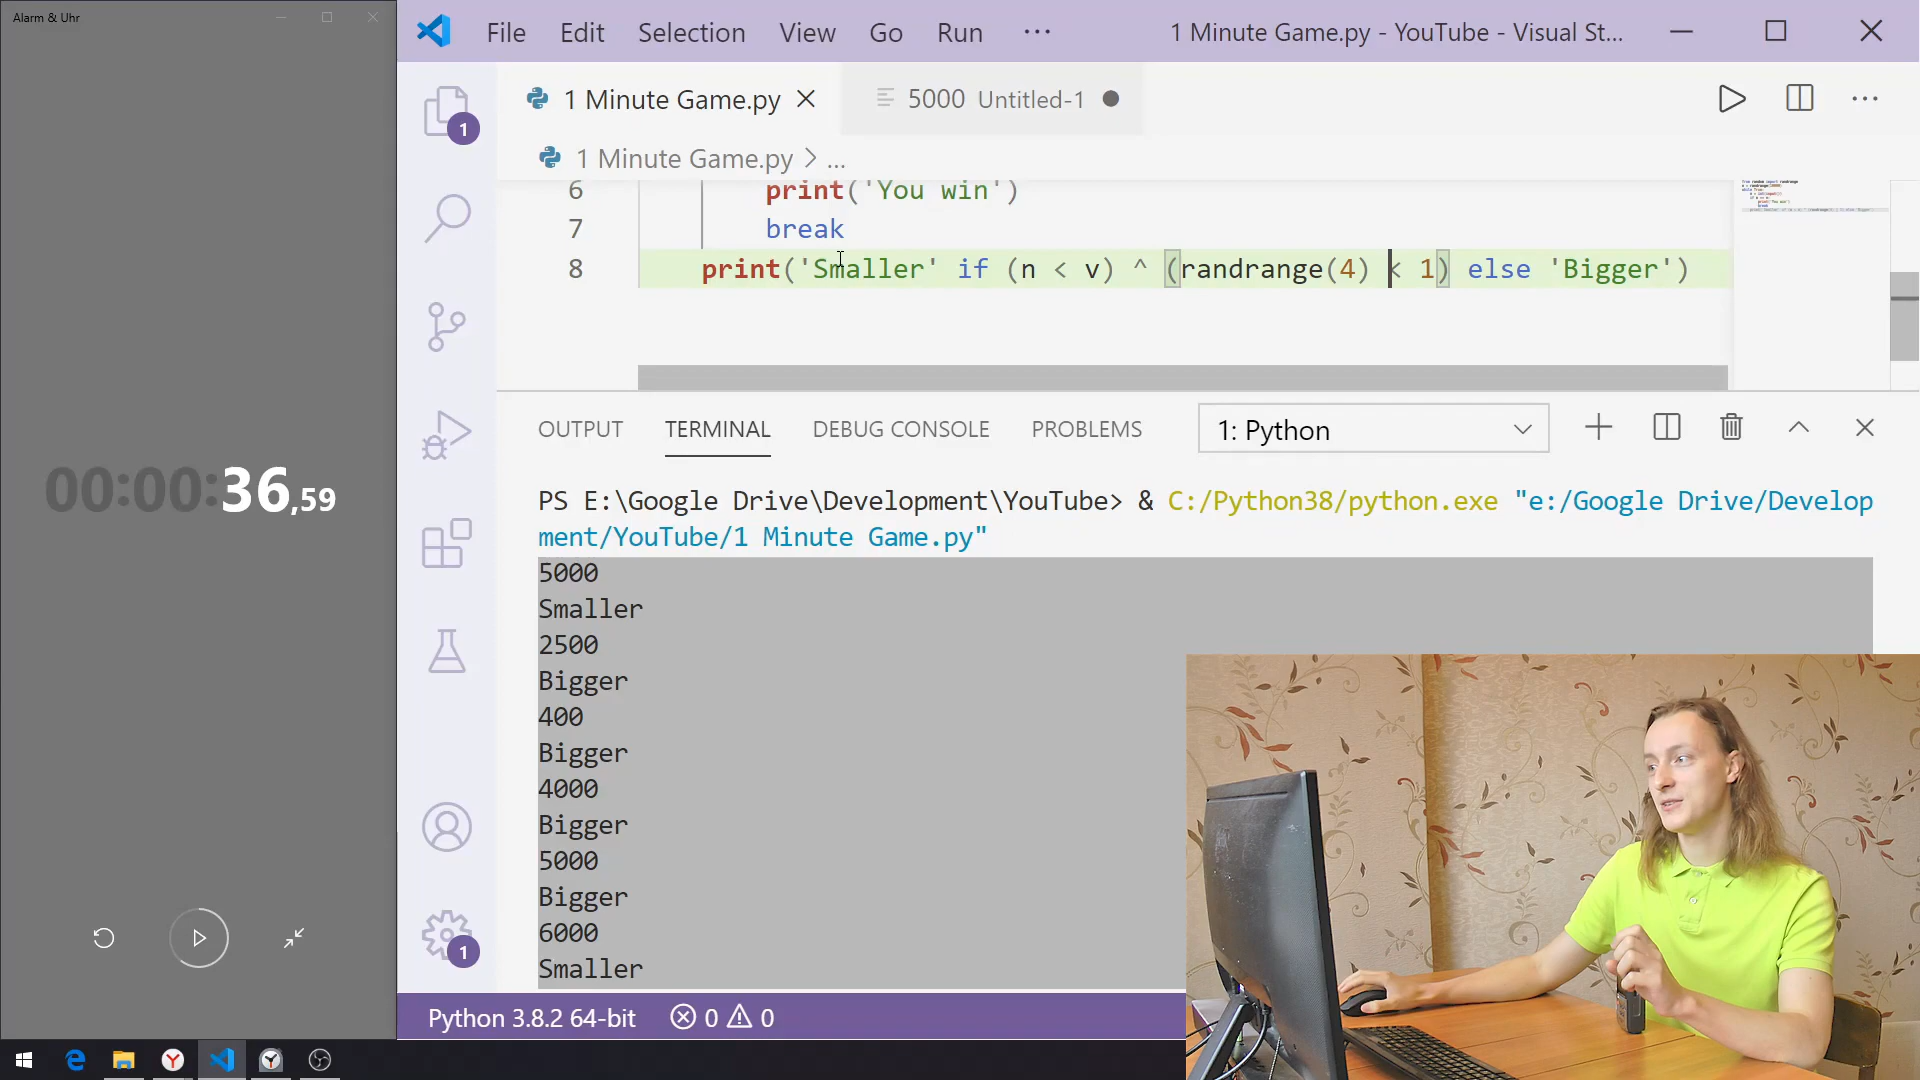 Alarm & Uhr
File Edit Selection View Go Run ···
1 Minute Game.py - YouTube - Visual St...
1 Minute Game.py
5000 Untitled-1
1
1 Minute Game.py > ...
6 print('You win')
7 break
8 print('Smaller' if (n < v) ^ (randrange(4) < 1) else 'Bigger')
OUTPUT TERMINAL DEBUG CONSOLE PROBLEMS
1: Python
00:00:36,59
PS E:\Google Drive\Development\YouTube> & C:/Python38/python.exe "e:/Google Drive/Develop
ment/YouTube/1 Minute Game.py"
5000
Smaller
2500
Bigger
400
Bigger
4000
Bigger
5000
Bigger
6000
Smaller
1
Python 3.8.2 64-bit
0
0